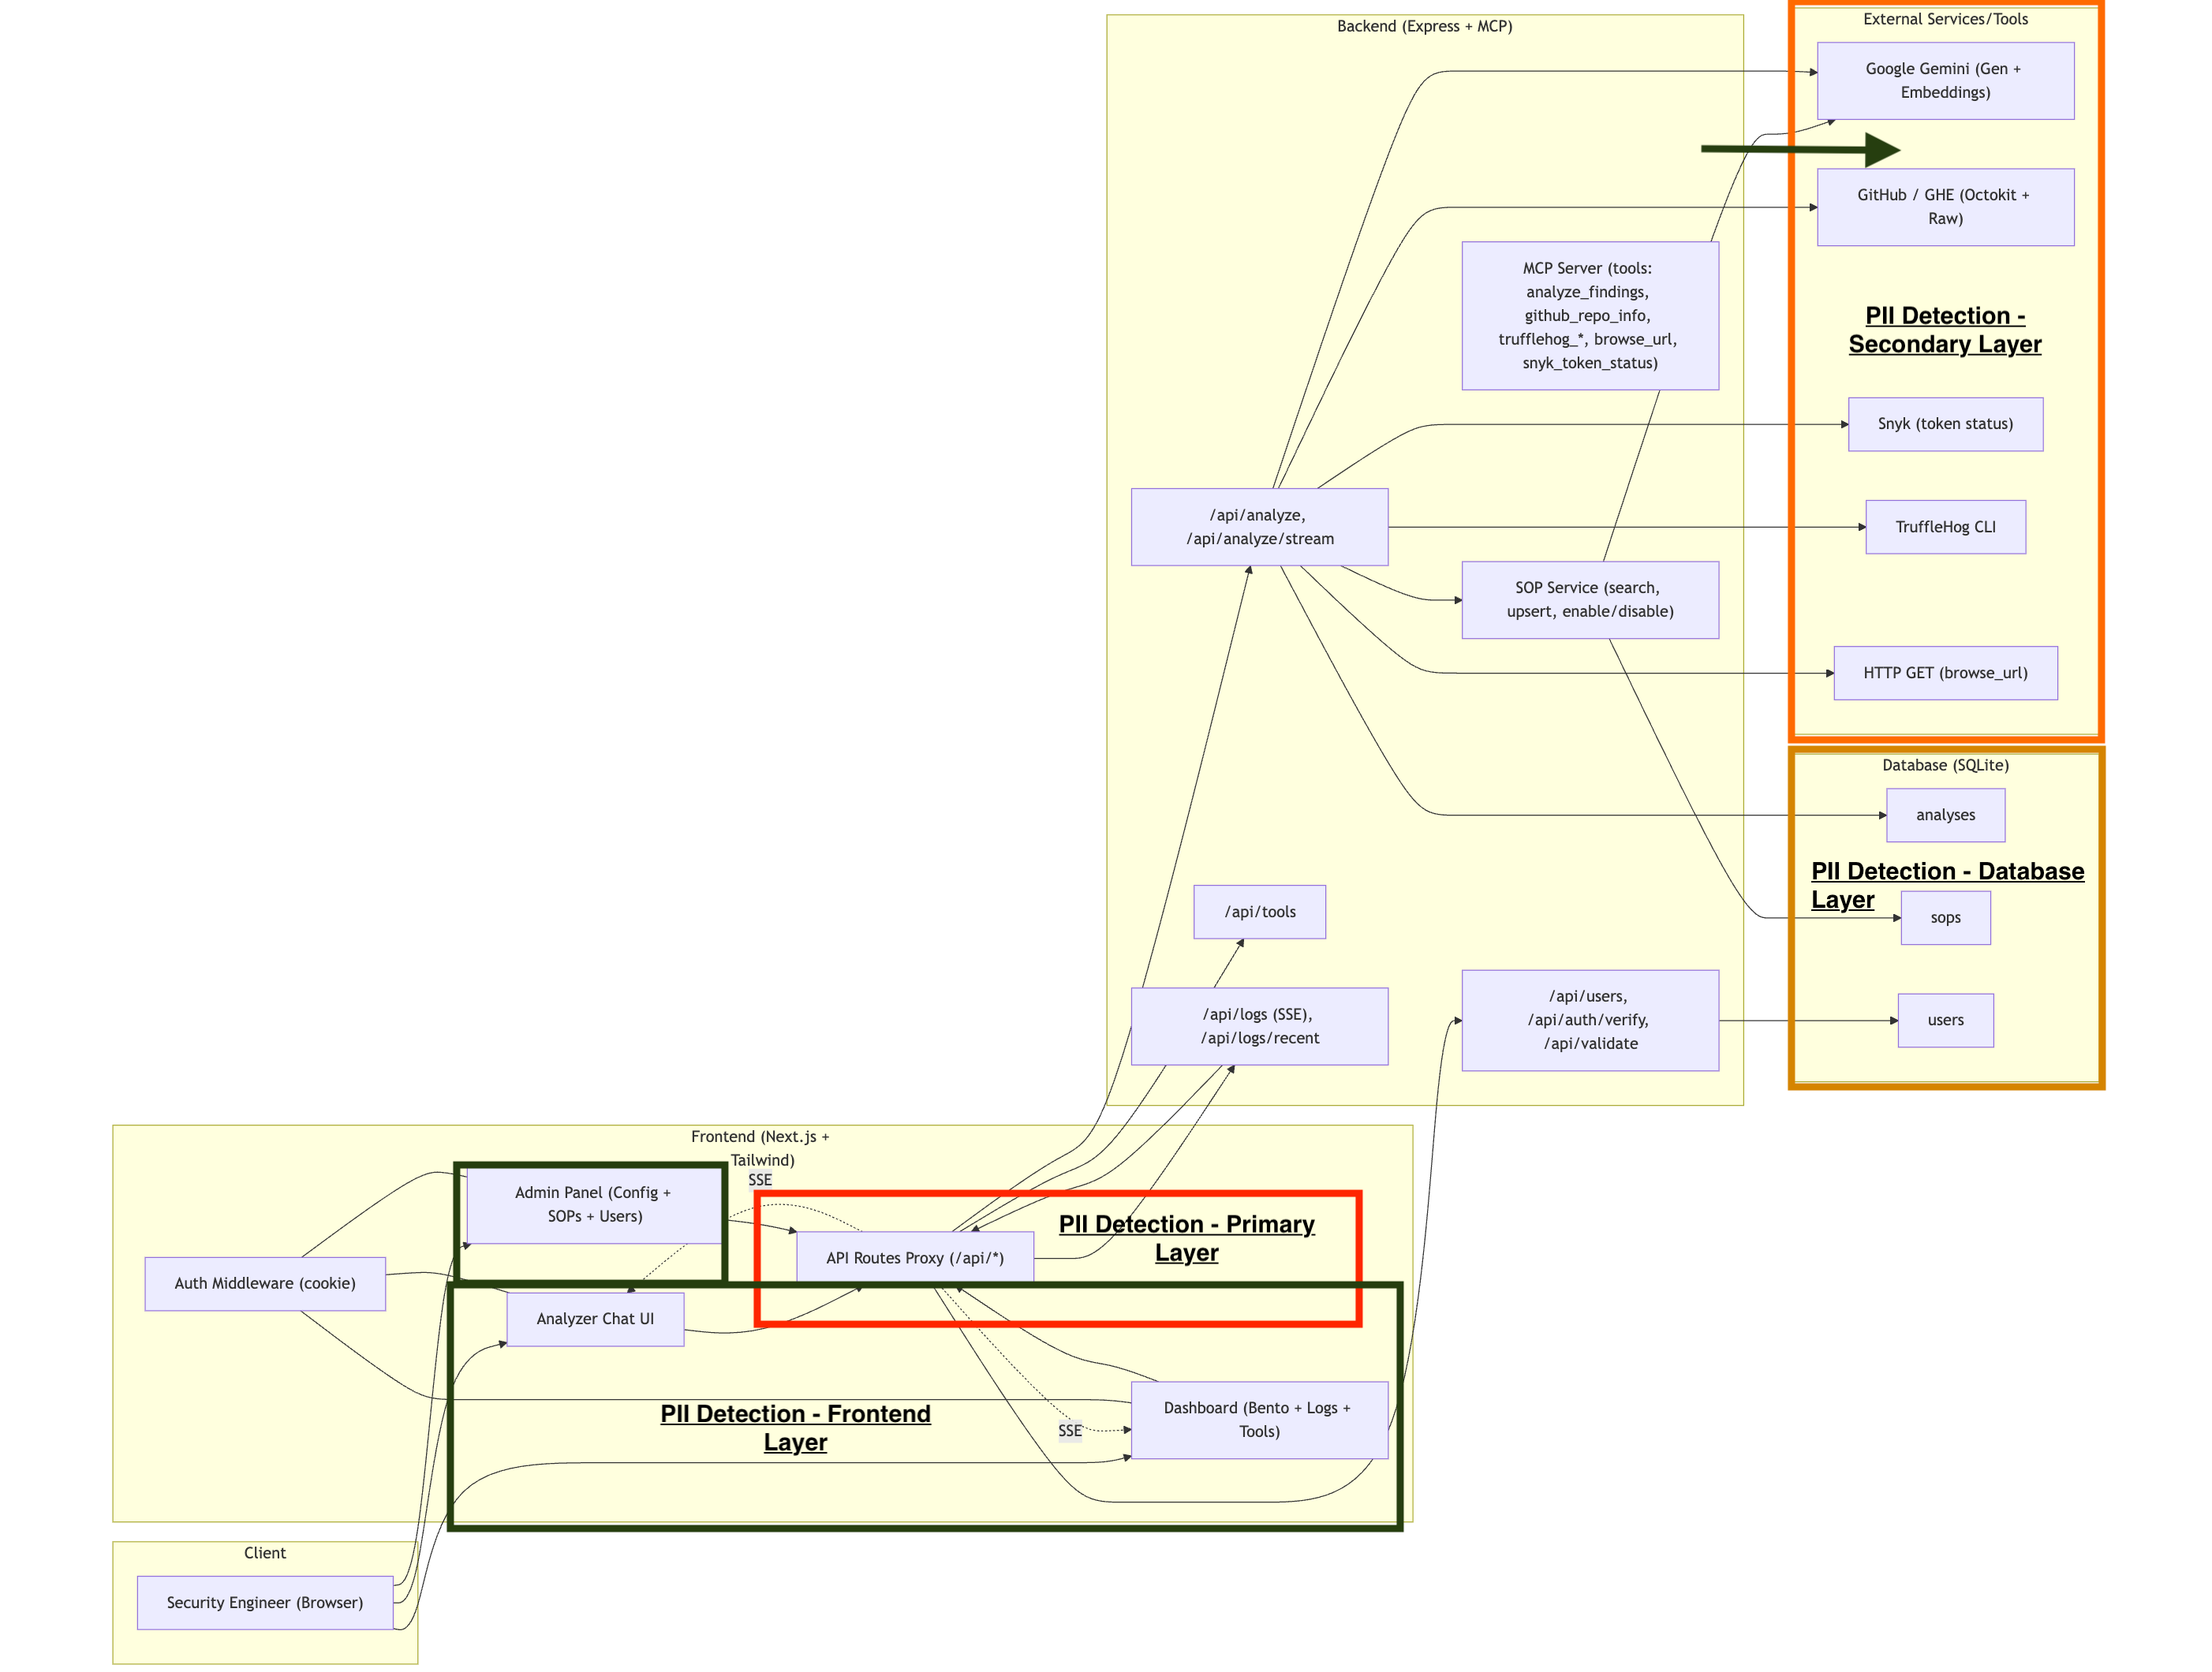 Backend (Express + MCP)
External Services/Tools
Google Gemini (Gen +
Embeddings)
GitHub / GHE (Octokit +
Raw)
MCP Server (tools:
analyze_findings,
github_repo_info,
trufflehog_*, browse_url,
snyk_token_status)
PII Detection -
Secondary Layer
Snyk (token status)
/api/analyze,
/api/analyze/stream
TruffleHog CLI
SOP Service (search,
upsert, enable/disable)
HTTP GET (browse_url)
Database (SQLite)
analyses
PII Detection - Database
Layer
/api/tools
sops
/api/logs (SSE),
/api/logs/recent
/api/users,
/api/auth/verify,
/api/validate
users
Frontend (Next.js +
Tailwind)
SSE
Admin Panel (Config +
SOPs + Users)
PII Detection - Primary
Layer
API Routes Proxy (/api/*)
Auth Middleware (cookie)
Analyzer Chat UI
PII Detection - Frontend
Layer
SSE
Dashboard (Bento + Logs +
Tools)
Client
Security Engineer (Browser)